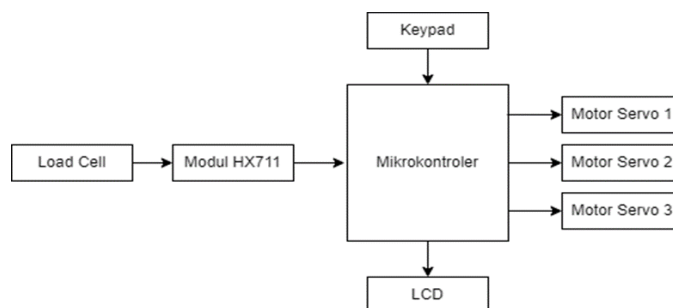 Keypad
Load Cell
Modul HX711
Mikrokontroler
Motor Servo 1
Motor Servo 2
Motor Servo 3
LCD